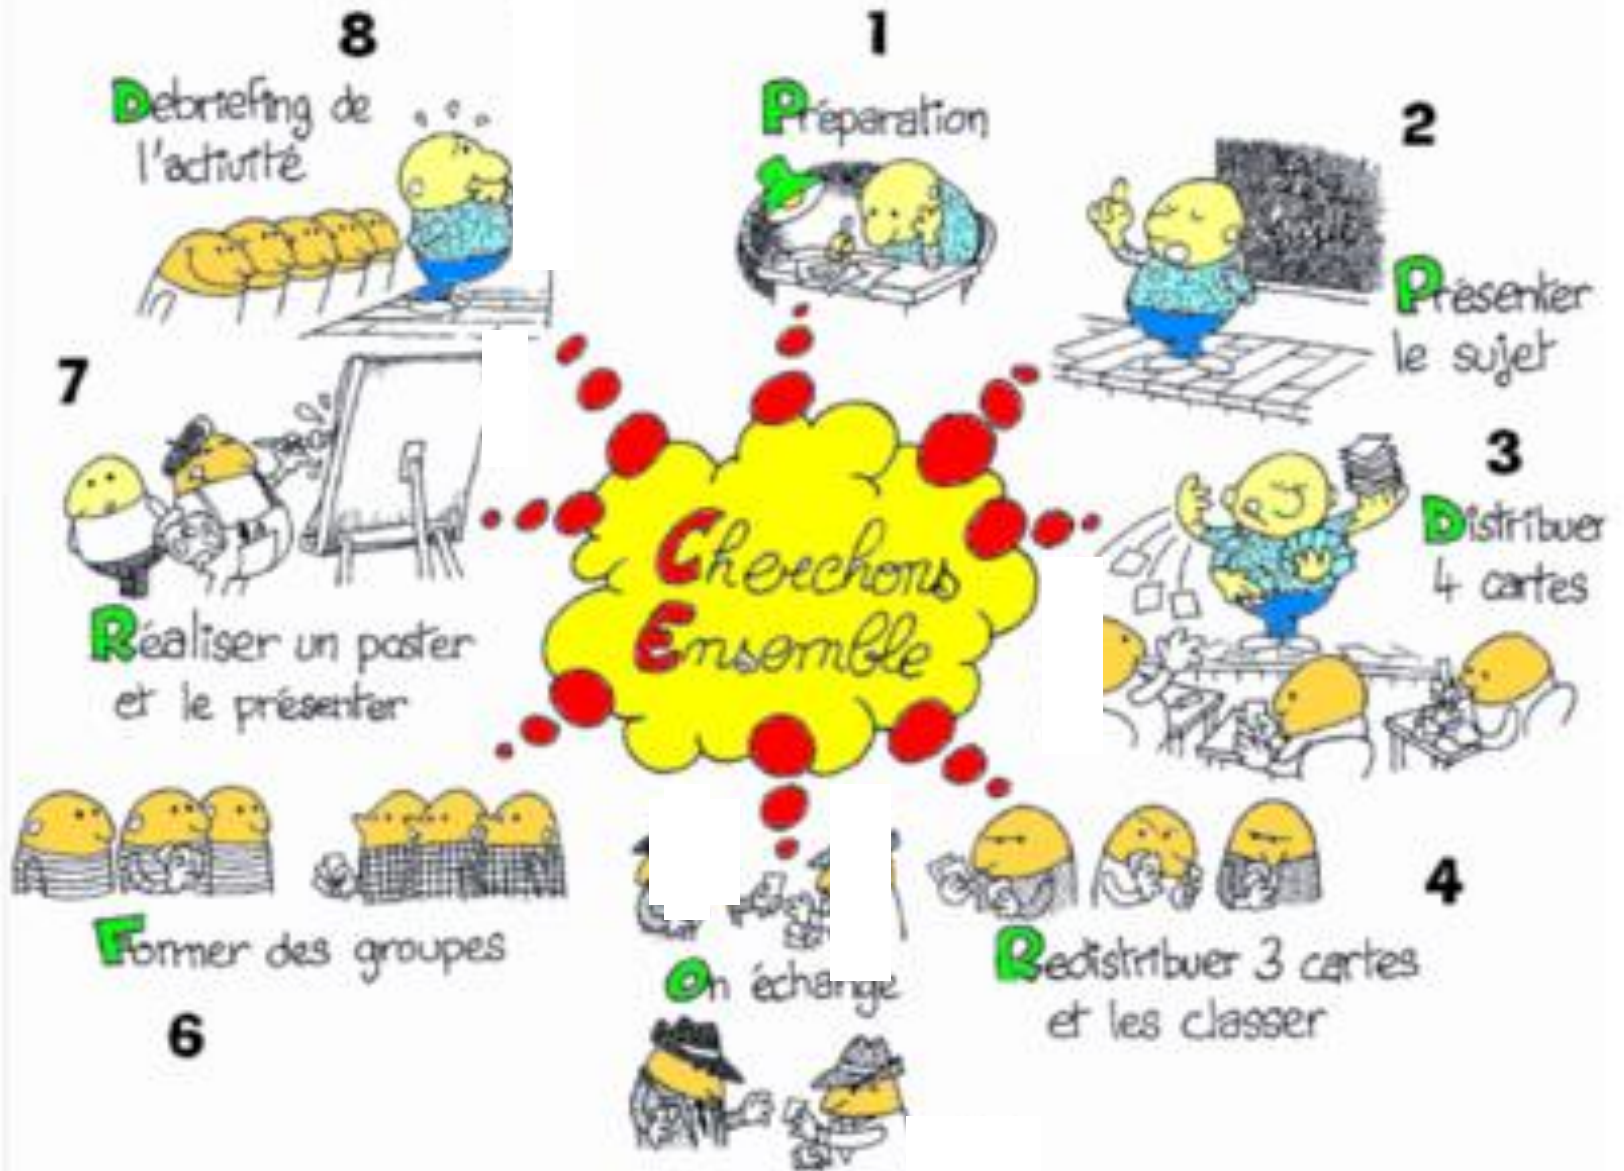 8
Debriefing de
l'activité
1
Préparation
2
Présenter
le sujet
3
Distribuer
4 cartes
Cherchons
Ensemble
7
Réaliser un poster
et le présenter
4
Redistribuer 3 cartes
et les classer
On échange
Former des groupes
6